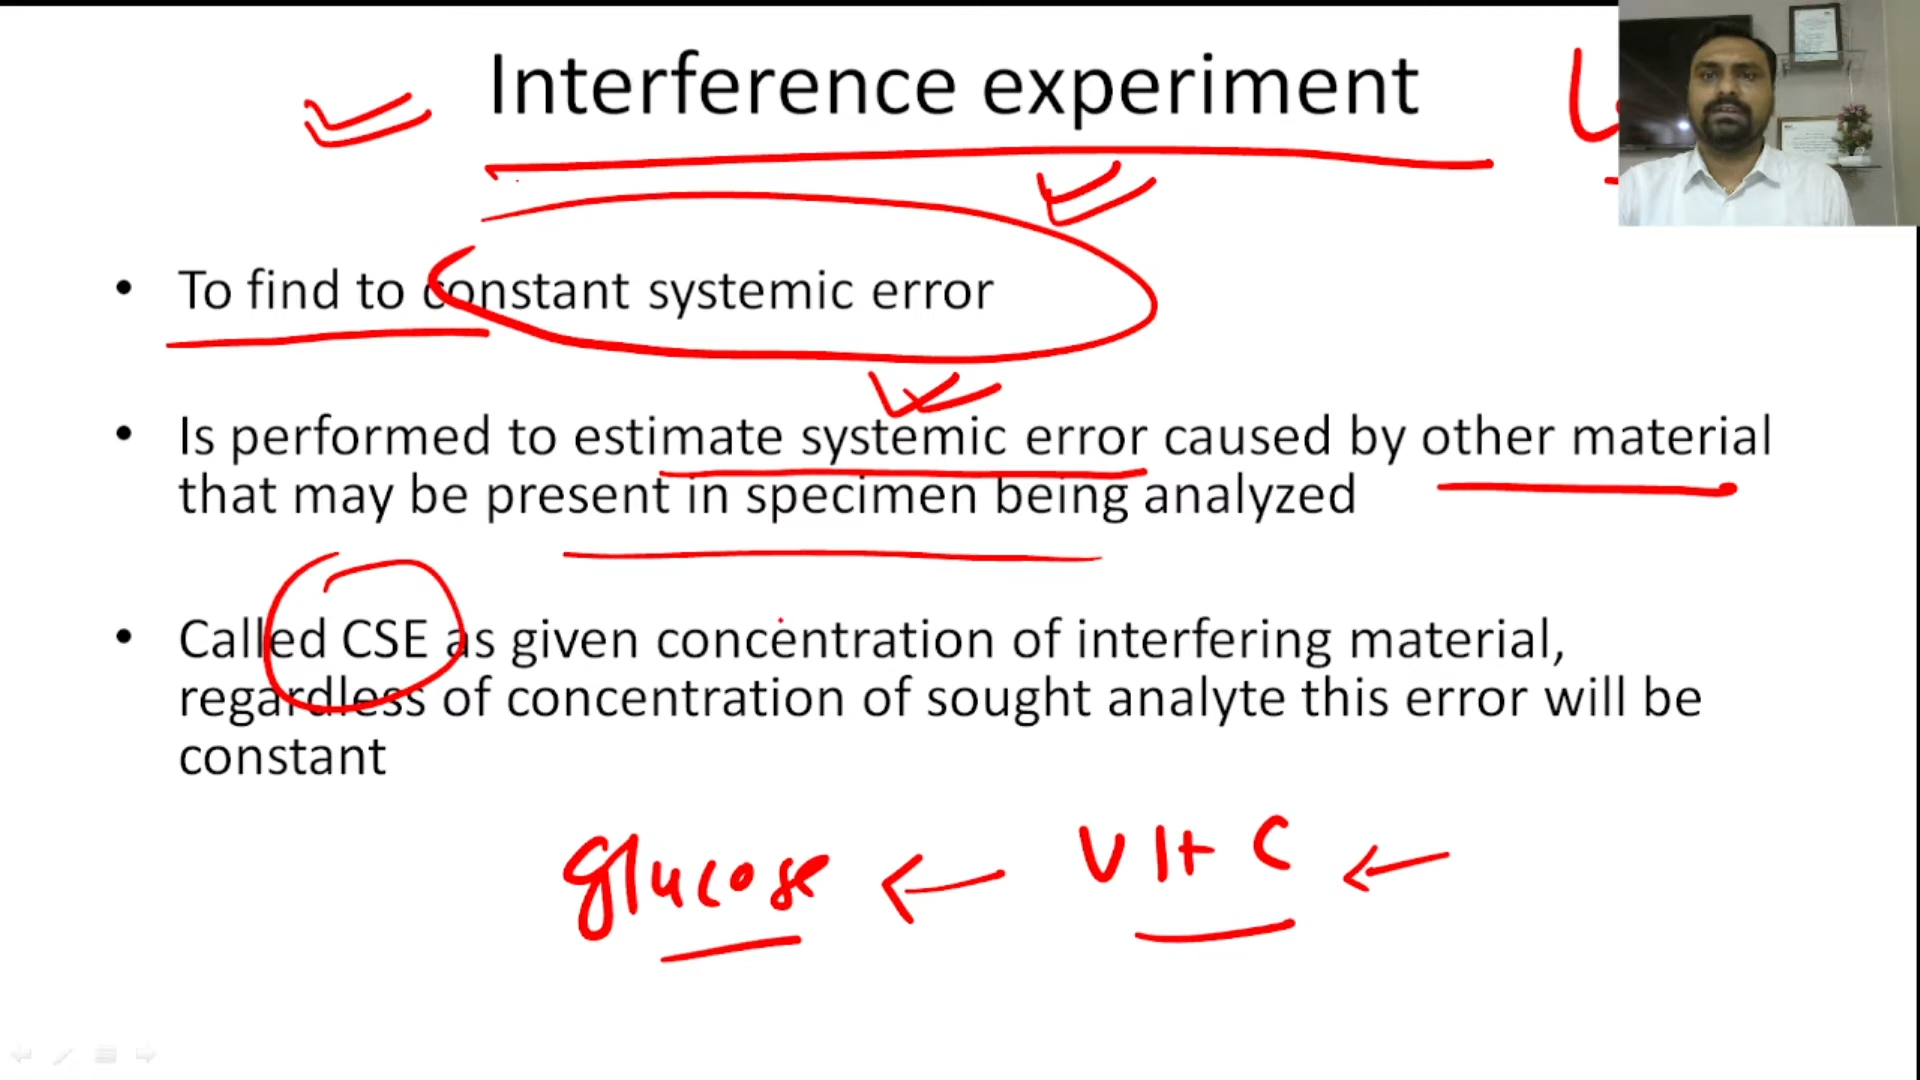 Interference experiment
• To find to constant systemic error
• Is performed to estimate systemic error caused by other material
that may be present in specimen being analyzed
• Called CSE as given concentration of interfering material,
regardless of concentration of sought analyte this error will be
constant
glucose ← Vit C ←